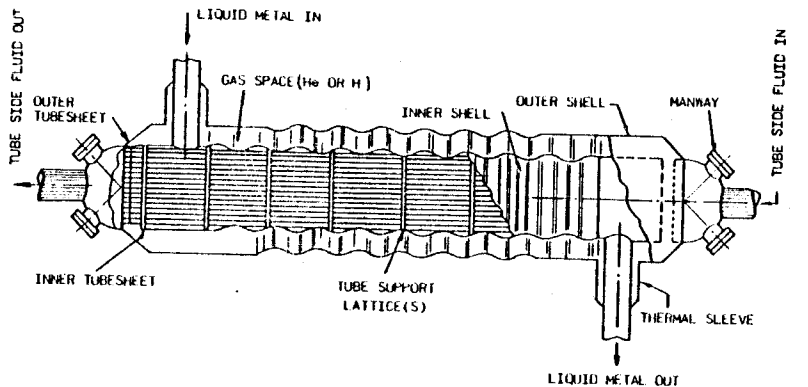 LIQUID METAL IN
TUBE SIDE FLUID OUT
GAS SPACE(He OR H)
OUTER
TUBESHEET
INNER SHELL
OUTER SHELL
MANWAY
TUBE SIDE FLUID IN
INNER TUBESHEET
TUBE SUPPORT
LATTICE(S)
THERMAL SLEEVE
LIQUID METAL OUT